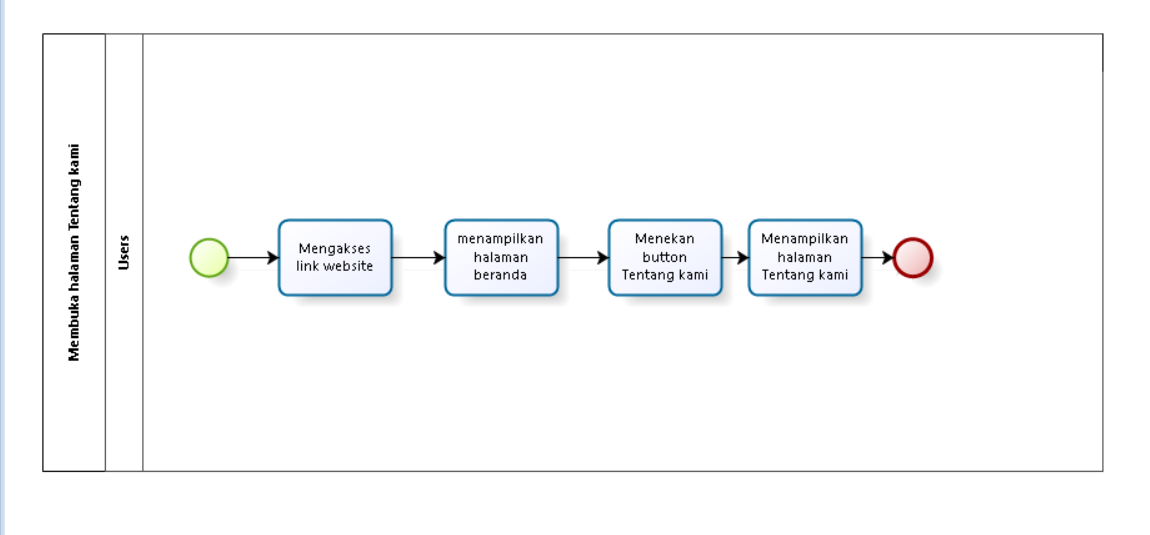 Membuka halaman Tentang kami
Users
Mengakses
link website
menampilkan
halaman
beranda
Menekan
button
Tentang kami
Menampilkan
halaman
Tentang kami